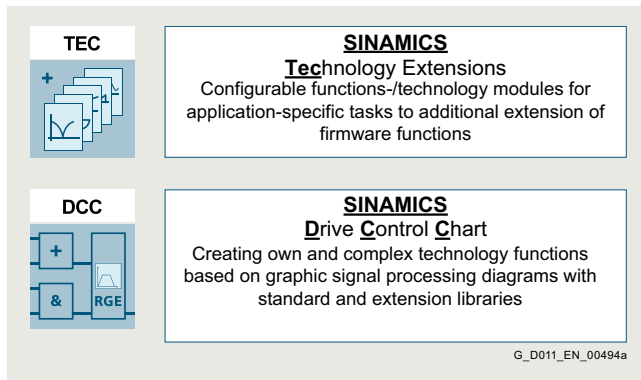 TEC
+
SINAMICS
Technology Extensions
Configurable functions-/technology modules for
application-specific tasks to additional extension of
firmware functions
DCC
+
&
RGE
SINAMICS
Drive Control Chart
Creating own and complex technology functions
based on graphic signal processing diagrams with
standard and extension libraries
G_D011_EN_00494a